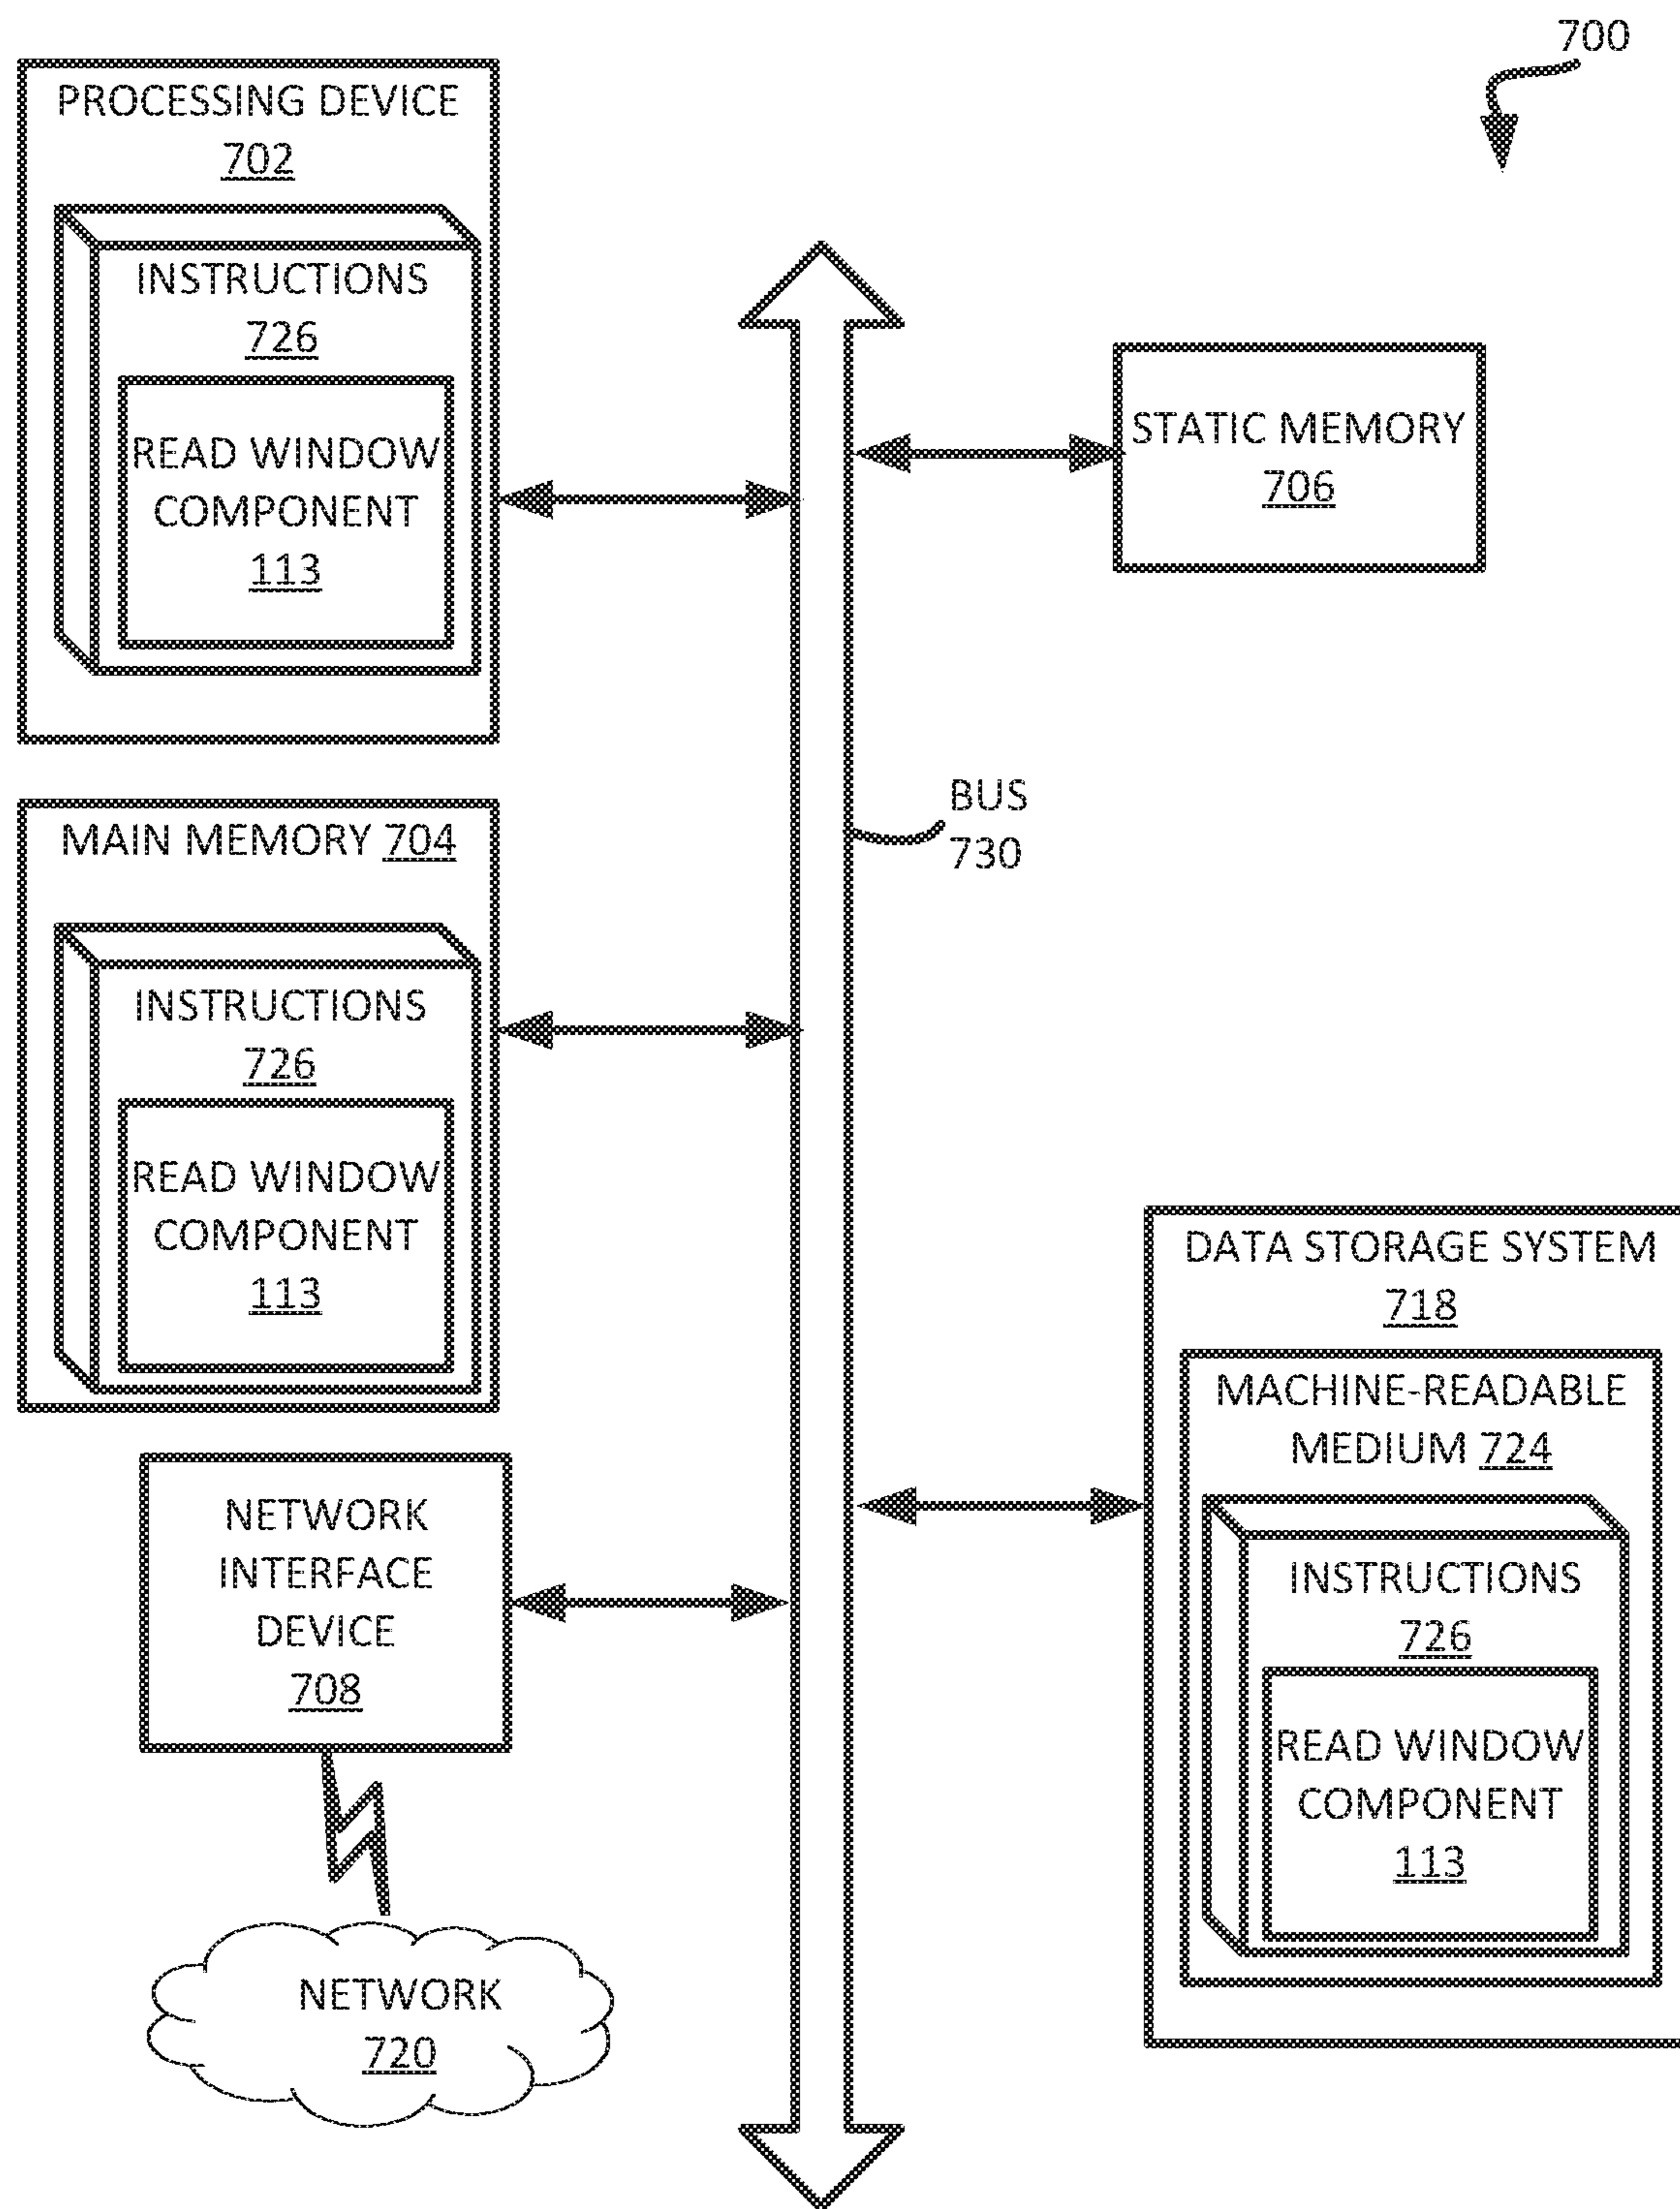 700
PROCESSING DEVICE
702
INSTRUCTIONS
726
READ WINDOW
COMPONENT
113
STATIC MEMORY
706
BUS
730
MAIN MEMORY 704
INSTRUCTIONS
726
READ WINDOW
COMPONENT
113
DATA STORAGE SYSTEM
718
MACHINE-READABLE
MEDIUM 724
INSTRUCTIONS
726
READ WINDOW
COMPONENT
113
NETWORK
INTERFACE
DEVICE
708
NETWORK
720